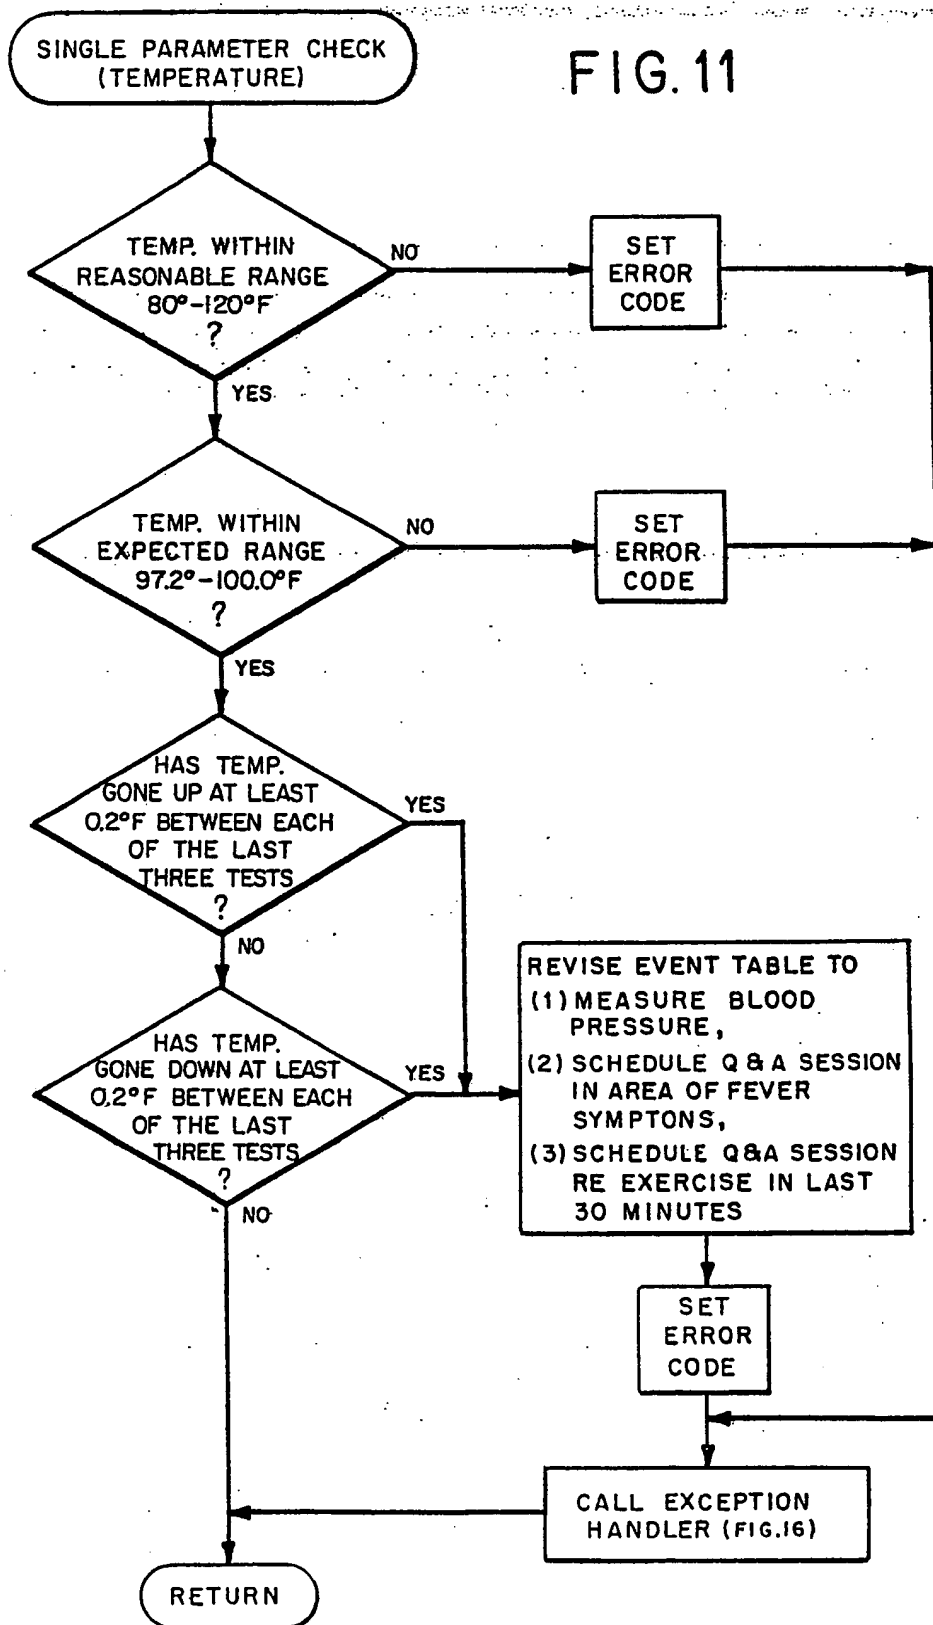 SINGLE PARAMETER CHECK
(TEMPERATURE)
FIG. 11
TEMP. WITHIN
REASONABLE RANGE
80°-120°F
?
NO
SET
ERROR
CODE
YES
TEMP. WITHIN
EXPECTED RANGE
97.2°-100.0°F
?
NO
SET
ERROR
CODE
YES
HAS TEMP.
GONE UP AT LEAST
0.2°F BETWEEN EACH
OF THE LAST
THREE TESTS
?
YES
NO
HAS TEMP.
GONE DOWN AT LEAST
0.2°F BETWEEN EACH
OF THE LAST
THREE TESTS
?
YES
NO
REVISE EVENT TABLE TO
(1) MEASURE BLOOD
PRESSURE,
(2) SCHEDULE Q & A SESSION
IN AREA OF FEVER
SYMPTONS,
(3) SCHEDULE Q&A SESSION
RE EXERCISE IN LAST
30 MINUTES
SET
ERROR
CODE
CALL EXCEPTION
HANDLER (FIG.16)
RETURN